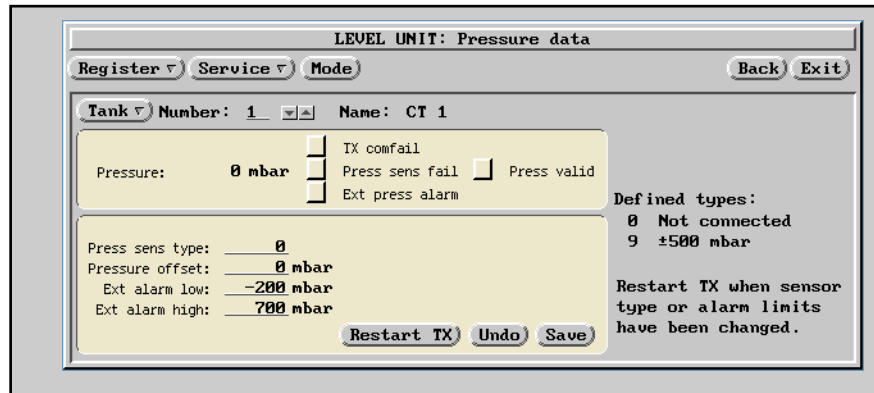 LEVEL UNIT: Pressure data
Register Service Mode Back Exit
Tank Number: 1 Name: CT 1
TX comfail
Pressure: 0 mbar Press sens fail Press valid
Ext press alarm
Defined types:
0 Not connected
9 ±500 mbar
Press sens type: 0
Pressure offset: 0 mbar
Ext alarm low: -200 mbar
Ext alarm high: 700 mbar
Restart TX when sensor
type or alarm limits
have been changed.
Restart TX Undo Save